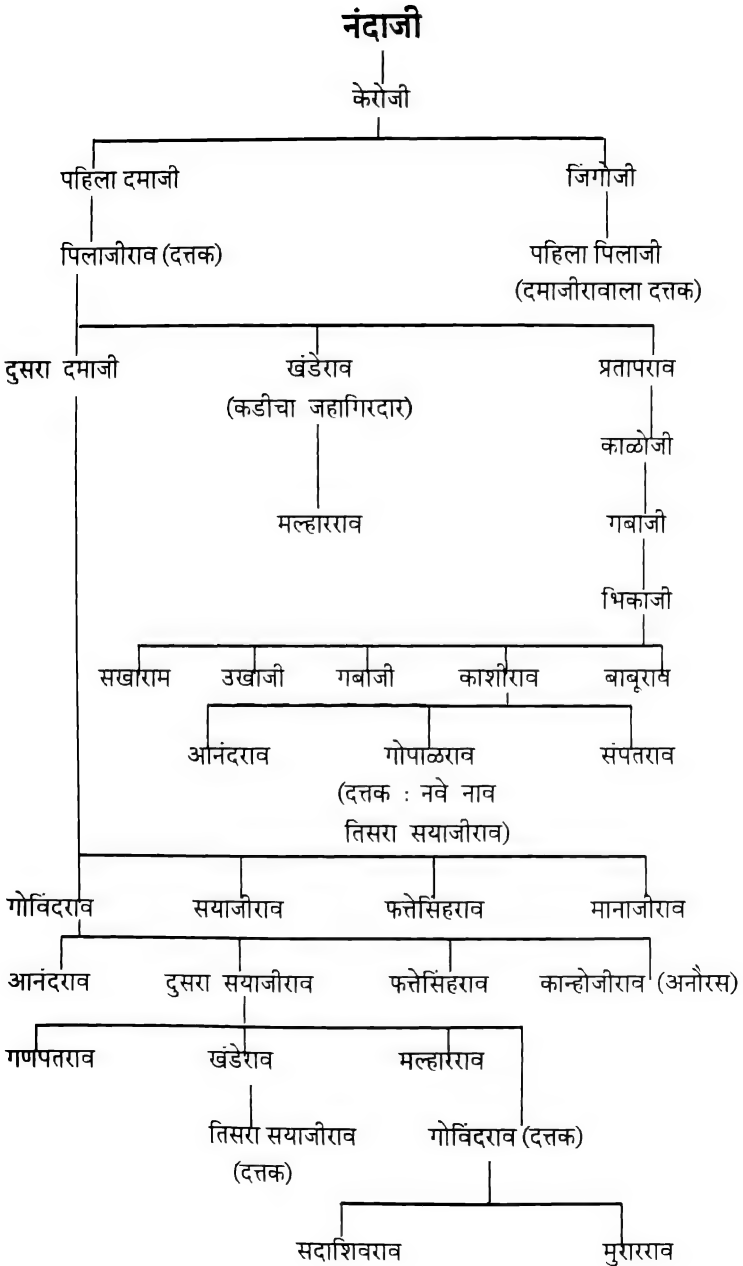 नंदाजी
केरोजी
पहिला दमाजी जिंगोजी
पिलाजीराव (दत्तक) पहिला पिलाजी
(दमाजीरावाला दत्तक)
दुसरा दमाजी खंडेराव प्रतापराव
(कडीचा जहागिरदार)
काळोजी
मल्हारराव गबाजी
भिकाजी
सखाराम उखाजी गबाजी काशीराव बाबूराव
आनंदराव गोपाळराव संपतराव
(दत्तक : नवे नाव
तिसरा सयाजीराव)
गोविंदराव सयाजीराव फत्तेसिंहराव मानाजीराव
आनंदराव दुसरा सयाजीराव फत्तेसिंहराव कान्होजीराव (अनौरस)
गणपतराव खंडेराव मल्हारराव
तिसरा सयाजीराव गोविंदराव (दत्तक)
(दत्तक)
सदाशिवराव मुरारराव